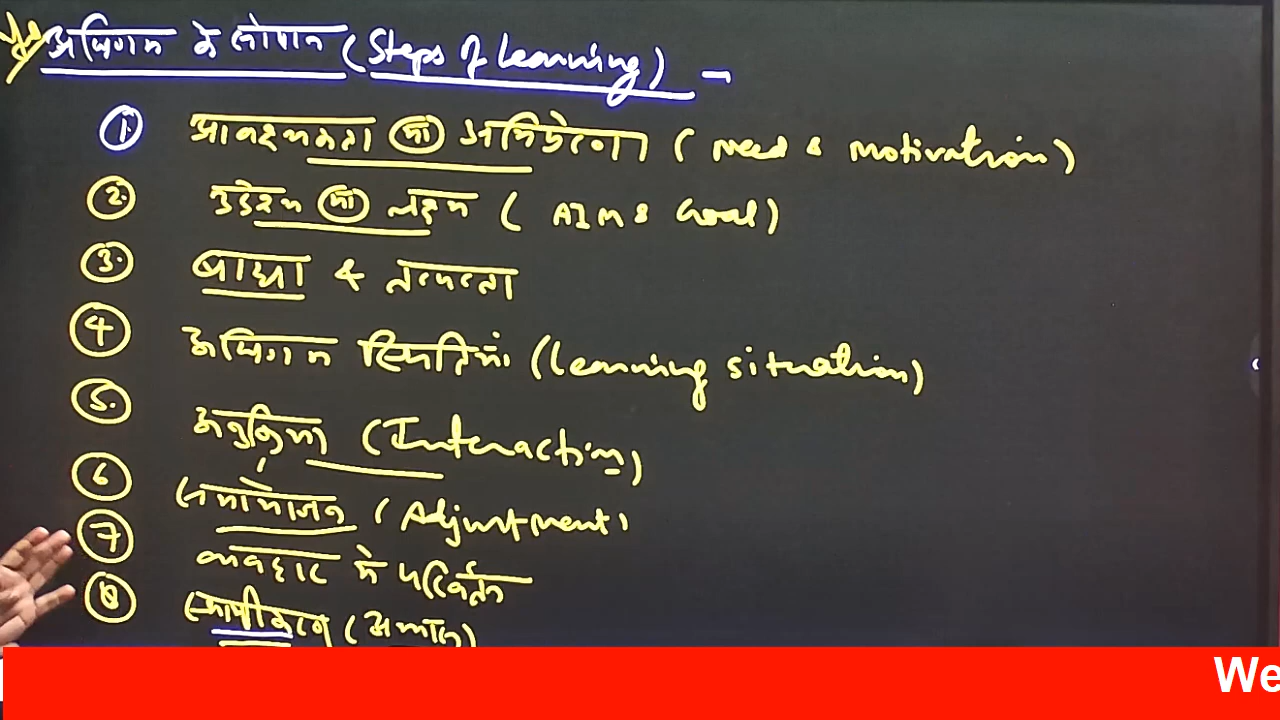 अधिगम के सोपान (Steps of Learning) -
1. आवश्यकता या अभिप्रेरणा (Need & Motivation)
2. उद्देश्य या लक्ष्य (AIM & Goal)
3. बाधा & तत्परता
4 अधिगम स्थितियां (Learning situation)
5. अनुक्रिया (Interaction)
6 समायोजन (Adjustment)
7 व्यवहार में परिवर्तन
8 स्थायीकरण (अभ्यास)
We